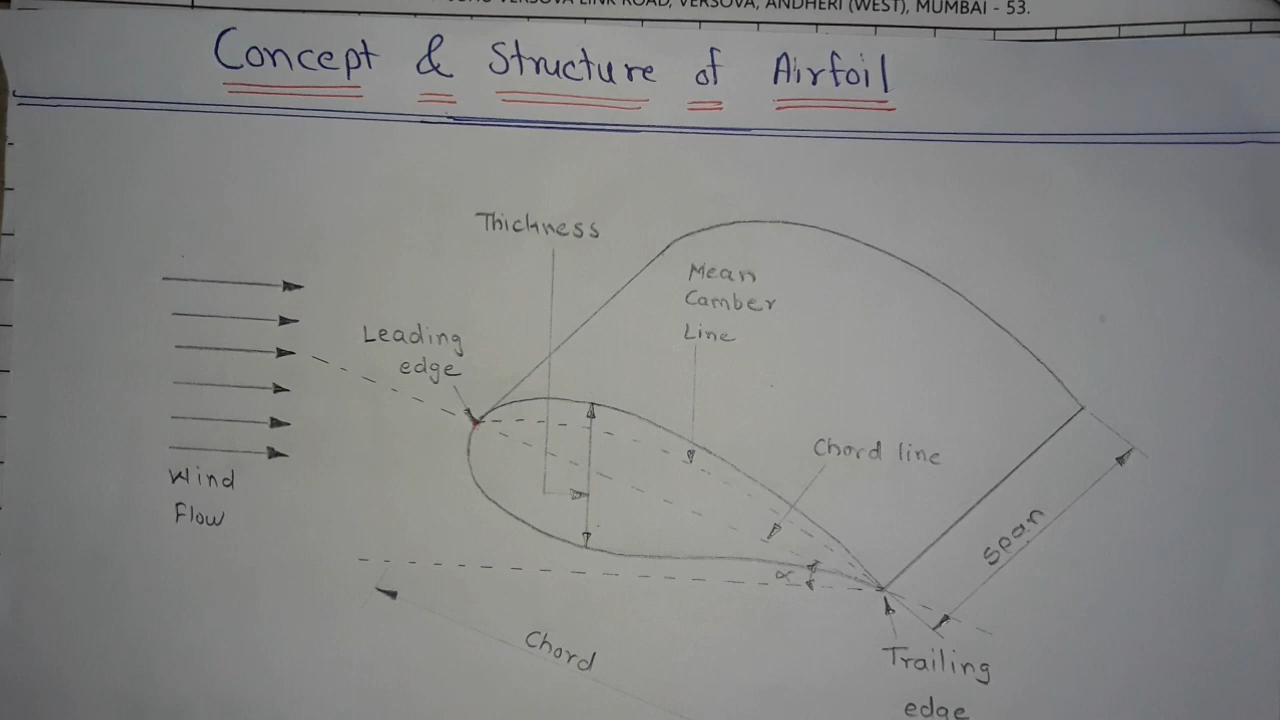 VERSOVA LINK ROAD, VERSOVA, ANDHERI (WEST), MUMBAI - 53.
Concept & Structure of Airfoil
Thickness
Mean
Camber
Line
Leading
edge
Chord line
Wind
Flow
Span
α
Chord
Trailing
edge